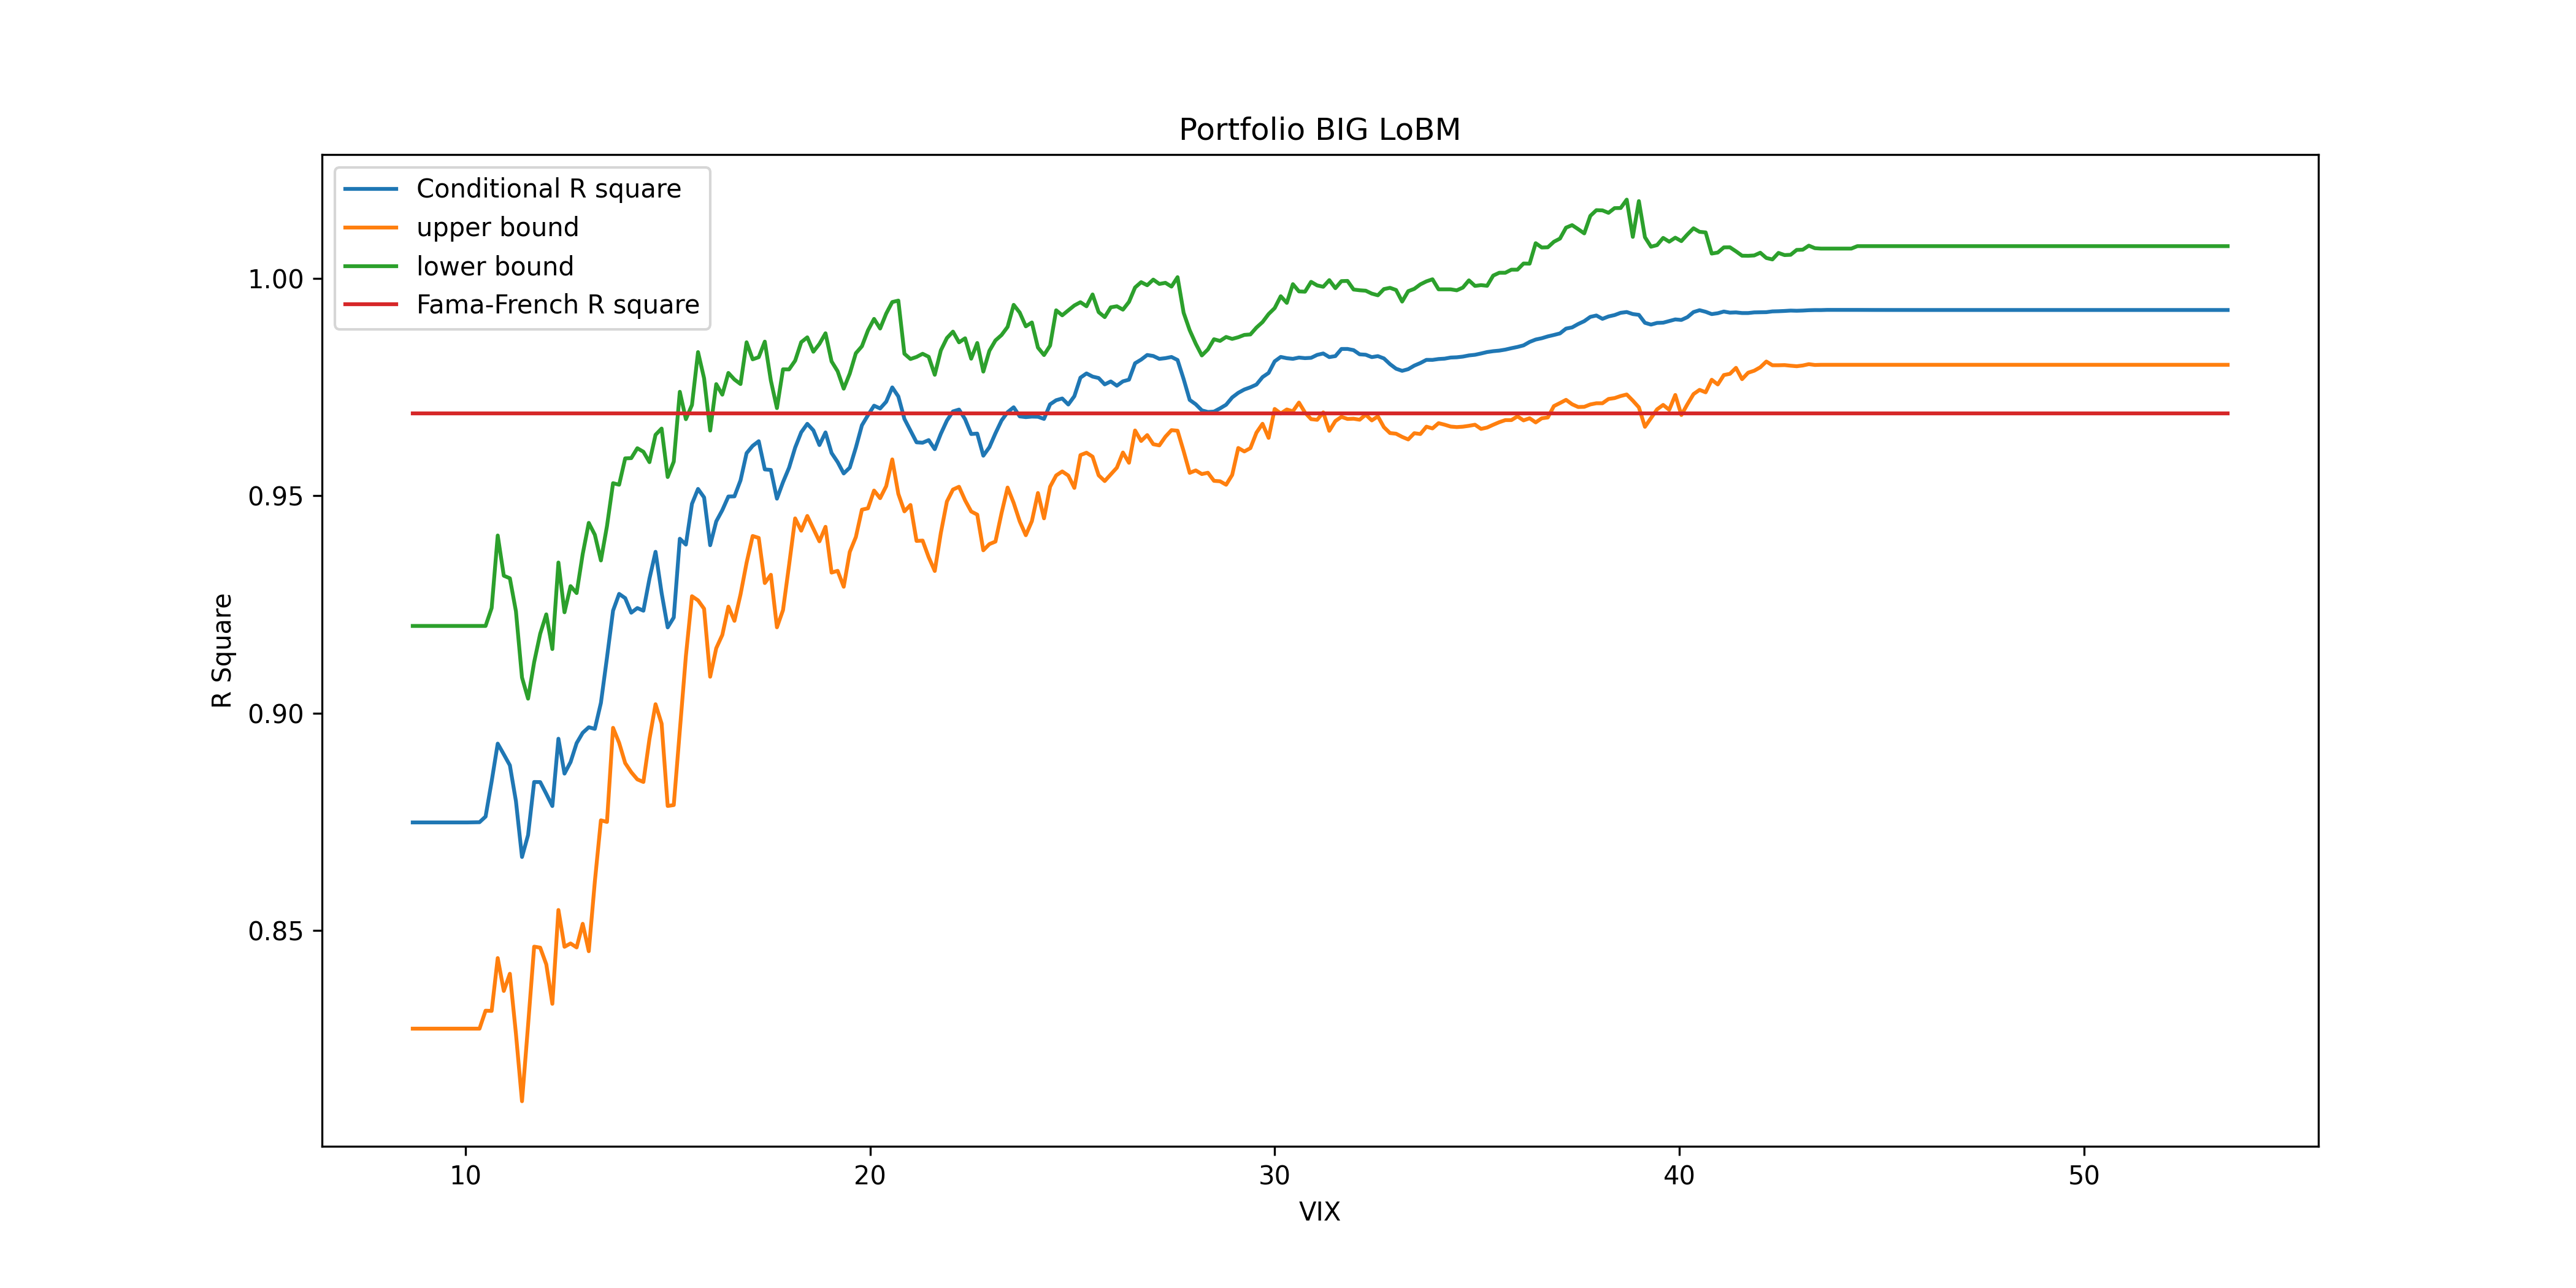 Portfolio BIG LoBM
Conditional R square
upper bound
lower bound
Fama-French R square
R Square
1.00
0.95
0.90
0.85
10 20 30 40 50
VIX